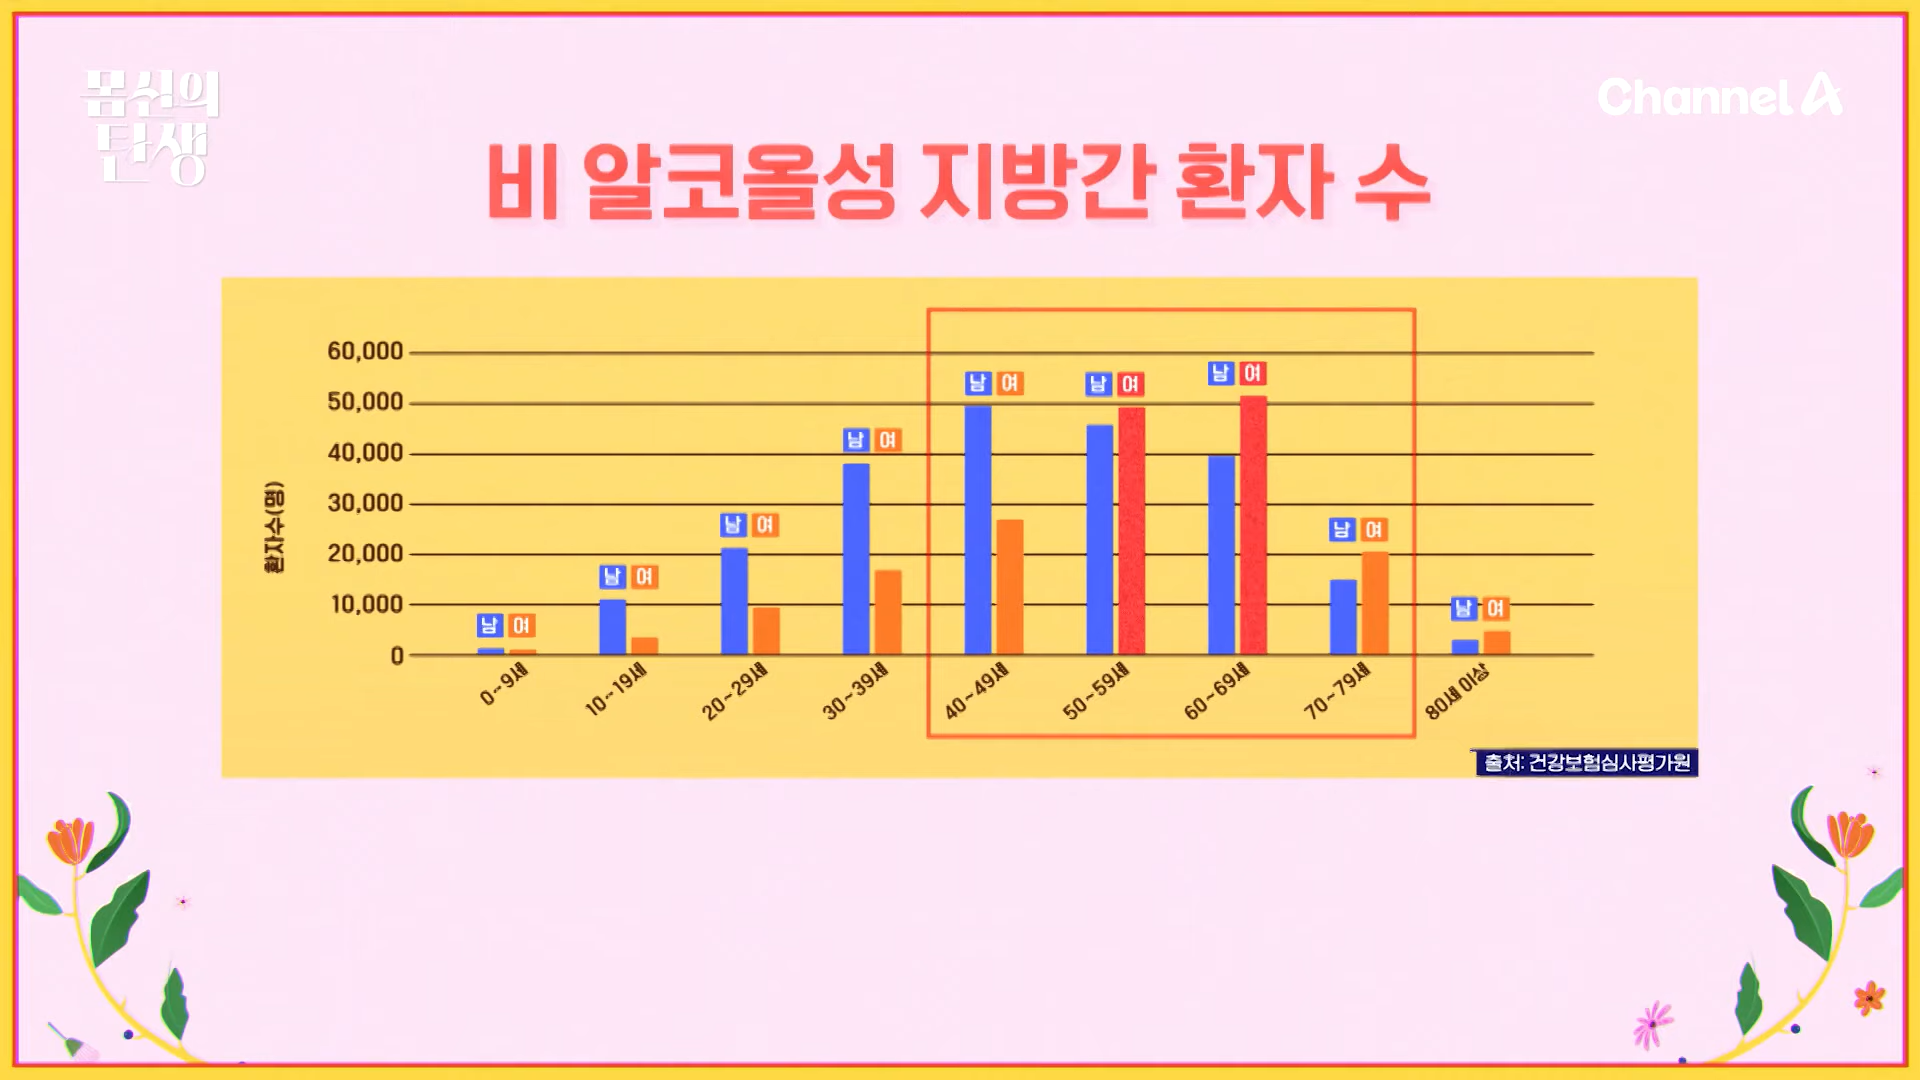 몸신의
탄생
Channel A
비 알코올성 지방간 환자 수
환자수(명)
60,000
50,000
40,000
30,000
20,000
10,000
0
남 여
남 여
남 여
남 여
남 여
남 여
남 여
남 여
남 여
0~9세
10~19세
20~29세
30~39세
40~49세
50~59세
60~69세
70~79세
80세 이상
출처: 건강보험심사평가원